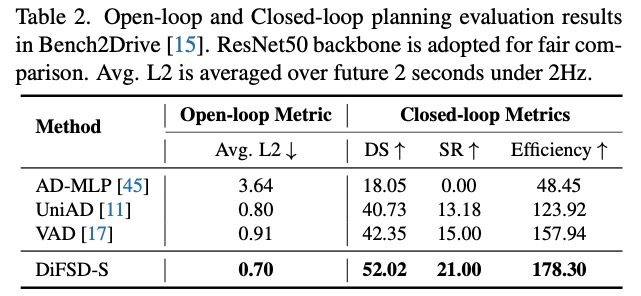 Table 2. Open-loop and Closed-loop planning evaluation results
in Bench2Drive [15]. ResNet50 backbone is adopted for fair com-
parison. Avg. L2 is averaged over future 2 seconds under 2Hz.
Method Open-loop Metric Closed-loop Metrics
Avg. L2 ↓ DS ↑ SR ↑ Efficiency ↑
AD-MLP [45] 3.64 18.05 0.00 48.45
UniAD [11] 0.80 40.73 13.18 123.92
VAD [17] 0.91 42.35 15.00 157.94
DiFSD-S 0.70 52.02 21.00 178.30